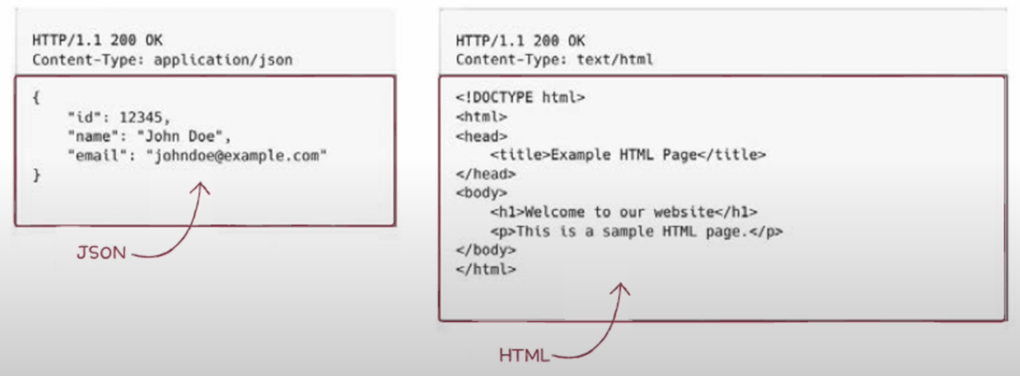 HTTP/1.1 200 OK
Content-Type: application/json
{
    "id": 12345,
    "name": "John Doe",
    "email": "johndoe@example.com"
}
JSON
HTTP/1.1 200 OK
Content-Type: text/html
<!DOCTYPE html>
<html>
<head>
    <title>Example HTML Page</title>
</head>
<body>
    <h1>Welcome to our website</h1>
    <p>This is a sample HTML page.</p>
</body>
</html>
HTML